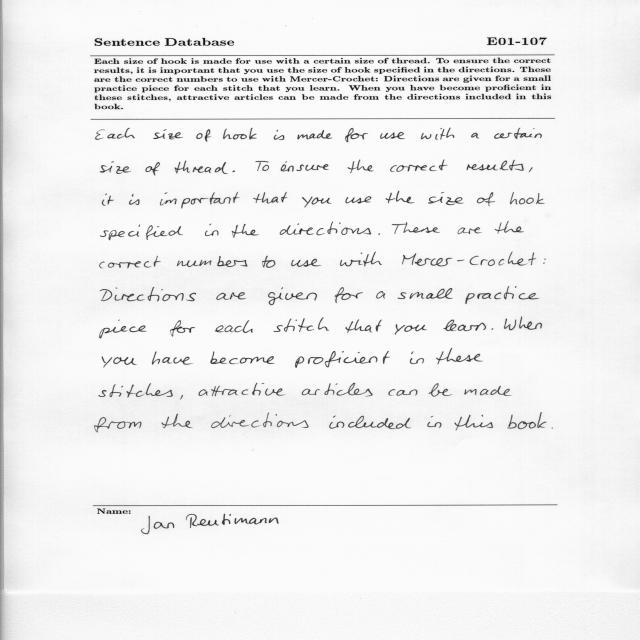 Sentence Database E01-107
Each size of hook is made for use with a certain size of thread. To ensure the correct
results, it is important that you use the size of hook specified in the directions. These
are the correct numbers to use with Mercer-Crochet: Directions are given for a small
practice piece for each stitch that you learn. When you have become proficient in
these stitches, attractive articles can be made from the directions included in this
book.
Each size of hook is made for use with a certain
size of thread. To ensure the correct results,
it is important that you use the size of hook
specified in the directions. These are the
correct numbers to use with Mercer-Crochet:
Directions are given for a small practice
piece for each stitch that you learn. When
you have become proficient in these
stitches, attractive articles can be made
from the directions included in this book.
Name:
Jan Reutimann